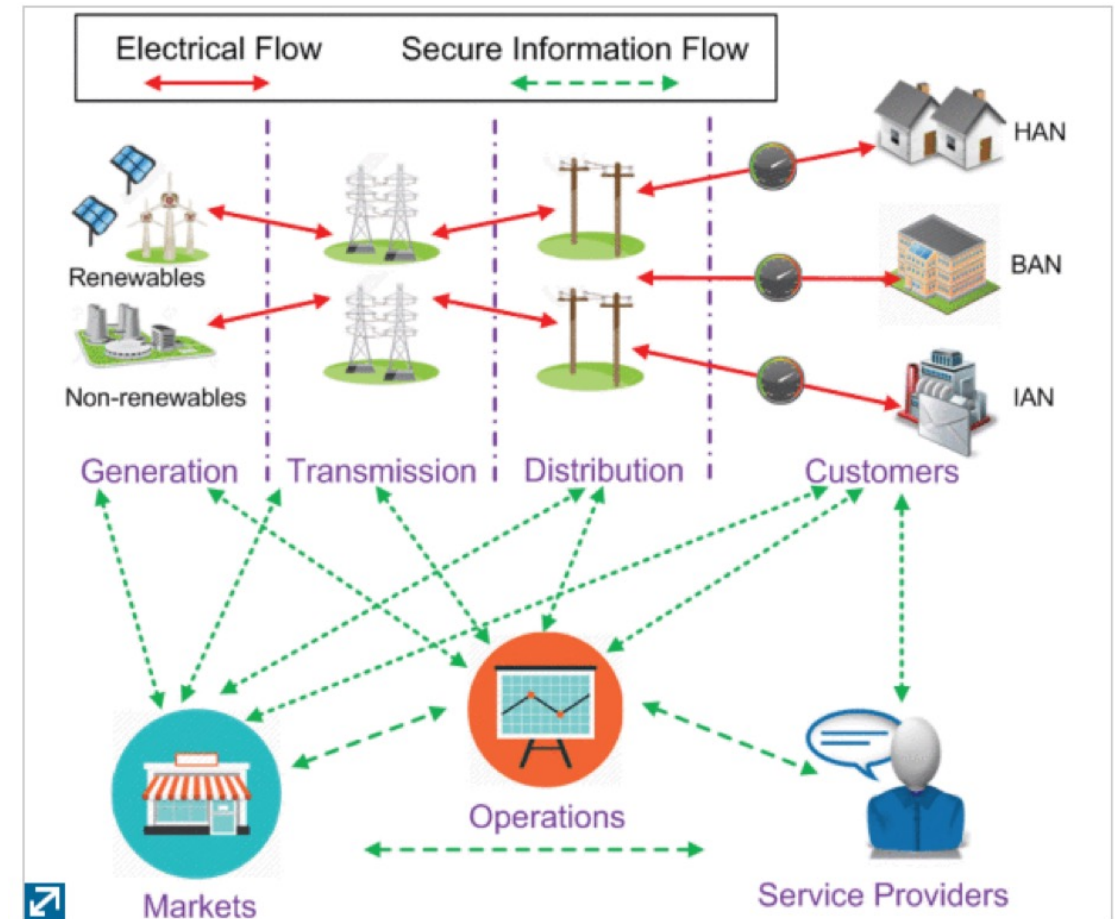 Electrical Flow Secure Information Flow
HAN
Renewables
BAN
Non-renewables
IAN
Generation Transmission Distribution Customers
Operations
Markets
Service Providers